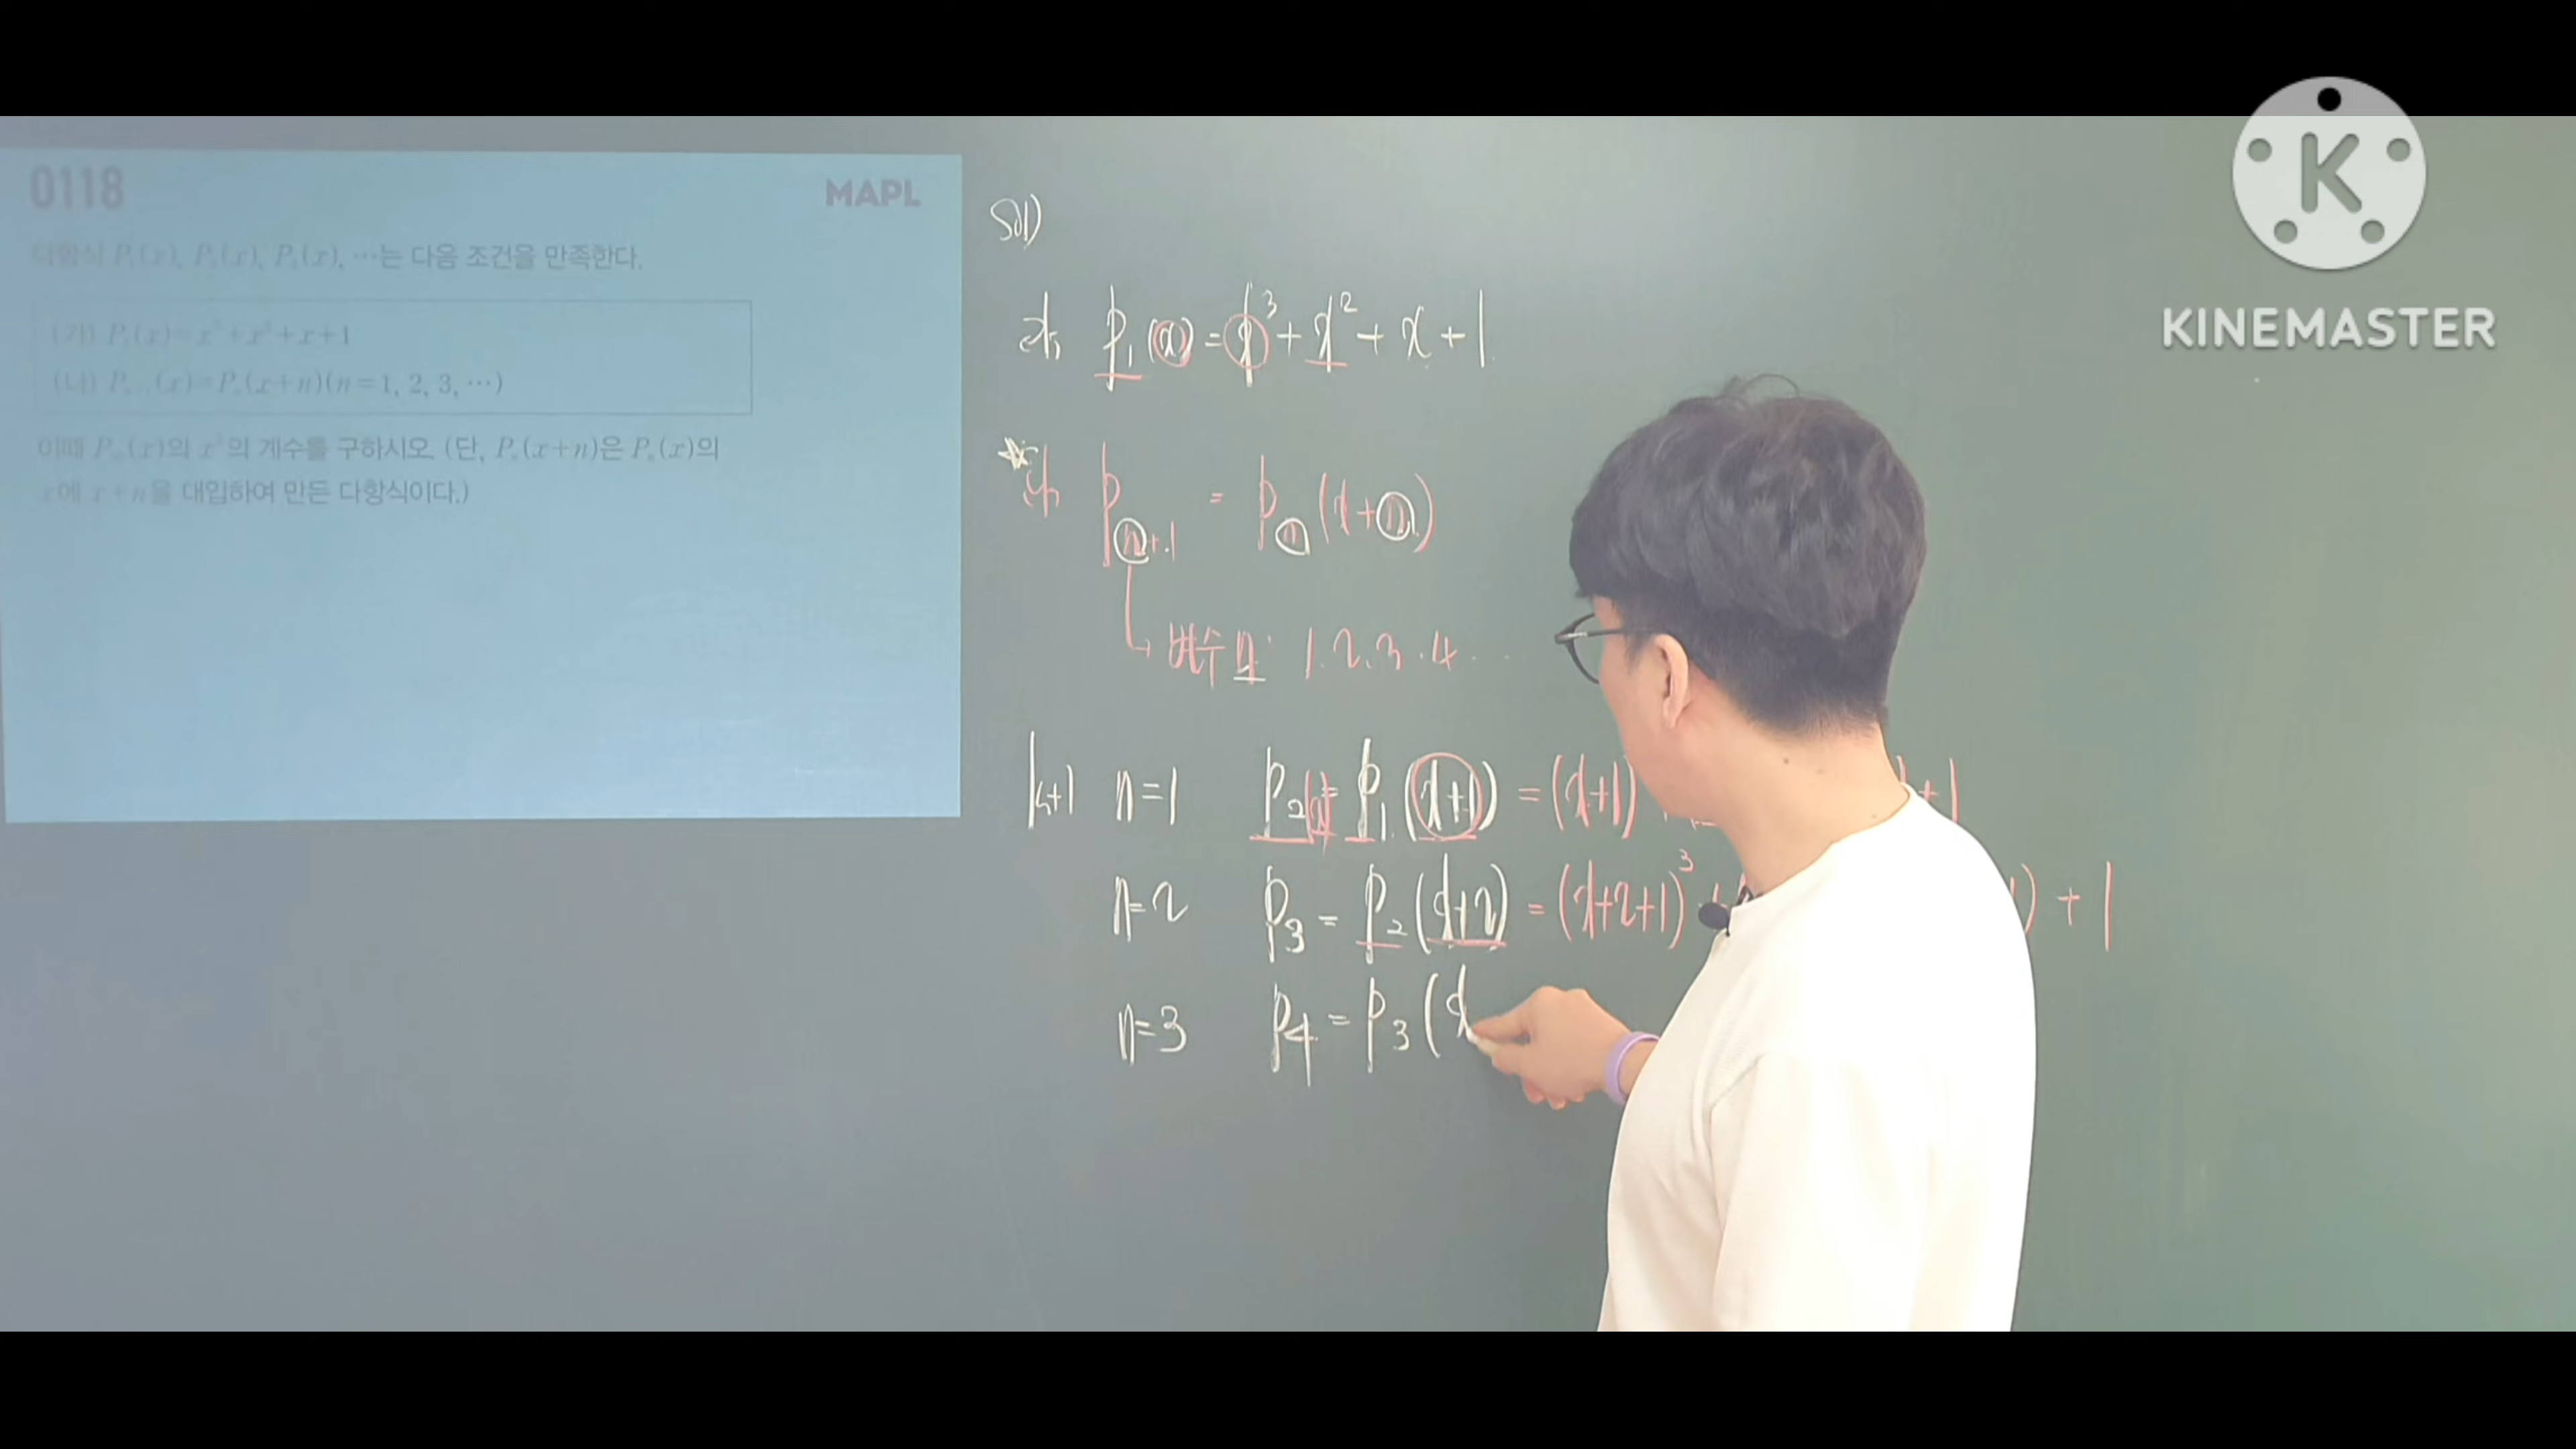 0118
MAPL
다항식 P₁(x), P₂(x), P₃(x), …는 다음 조건을 만족한다.
(가) P₁(x)=x³+x²+x+1
(나) Pₙ₊₁(x)=Pₙ(x+n)(n=1, 2, 3, …)
이때 (x)의 의 계수를 구하시오. (단, Pₙ(x+n)은 Pₙ(x)의
x에 x+n을 대입하여 만든 다항식이다.)
sol)
가) P₁(x)=x³+x²+x+1
나) Pₙ₊₁ = Pₙ(x+n)
→ 변수 n: 1.2.3.4...
n=1 P₂(x)=P₁(x+1)=(x+1) +1
n=2 P₃=P₂(x+2)=(x+2+1)³ ) + 1
n=3 P₄=P₃(x
K
KINEMASTER